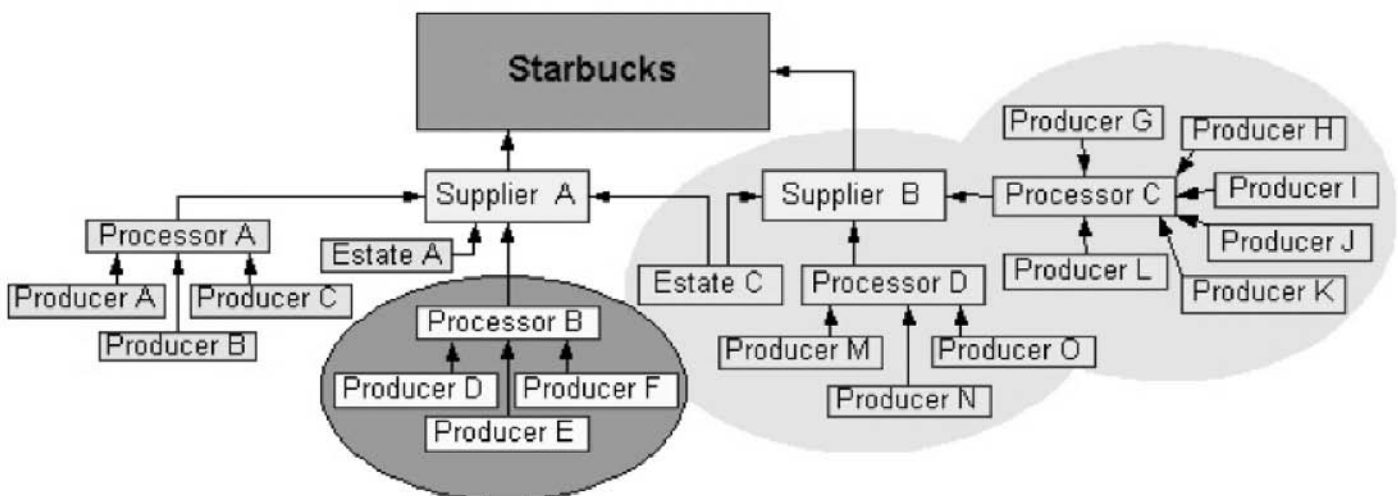 Starbucks
Producer G
Producer H
Supplier A
Supplier B
Processor C
Producer I
Processor A
Estate A
Producer J
Estate C
Processor D
Producer L
Producer A
Producer C
Producer K
Processor B
Producer B
Producer M
Producer O
Producer D
Producer F
Producer N
Producer E